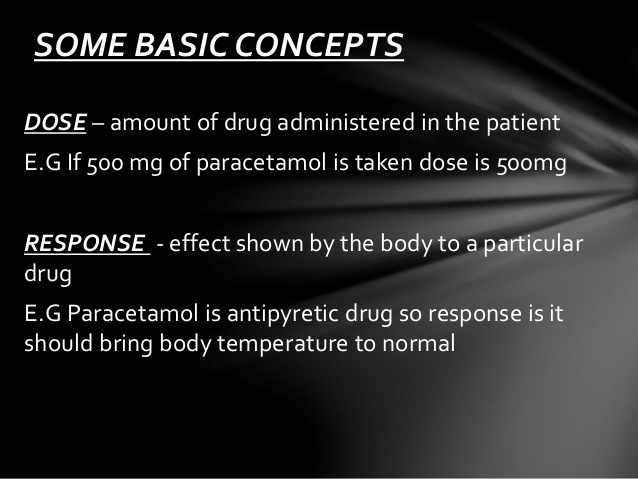 SOME BASIC CONCEPTS
DOSE – amount of drug administered in the patient
E.G If 500 mg of paracetamol is taken dose is 500mg
RESPONSE - effect shown by the body to a particular
drug
E.G Paracetamol is antipyretic drug so response is it
should bring body temperature to normal